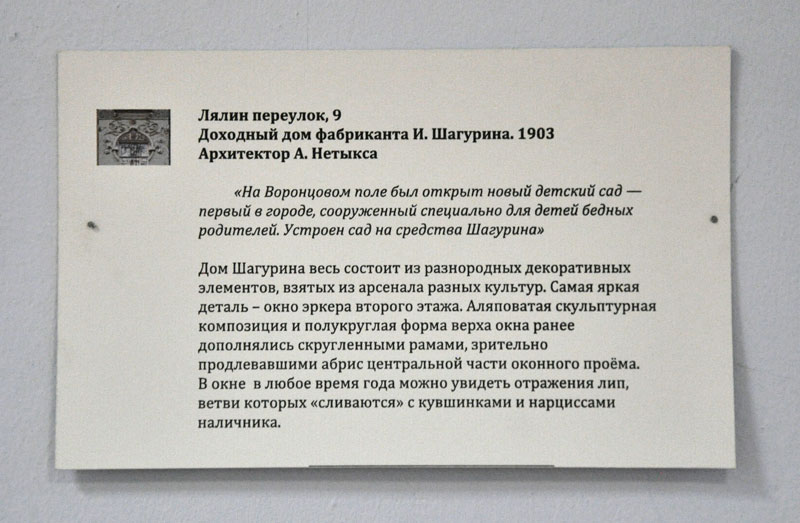 Лялин переулок, 9
Доходный дом фабриканта И. Шагурина. 1903
Архитектор А. Нетыкса
«На Воронцовом поле был открыт новый детский сад —
первый в городе, сооруженный специально для детей бедных
родителей. Устроен сад на средства Шагурина»
Дом Шагурина весь состоит из разнородных декоративных
элементов, взятых из арсенала разных культур. Самая яркая
деталь – окно эркера второго этажа. Аляповатая скульптурная
композиция и полукруглая форма верха окна ранее
дополнялись скругленными рамами, зрительно
продлевавшими абрис центральной части оконного проёма.
В окне в любое время года можно увидеть отражения лип,
ветви которых «сливаются» с кувшинками и нарциссами
наличника.